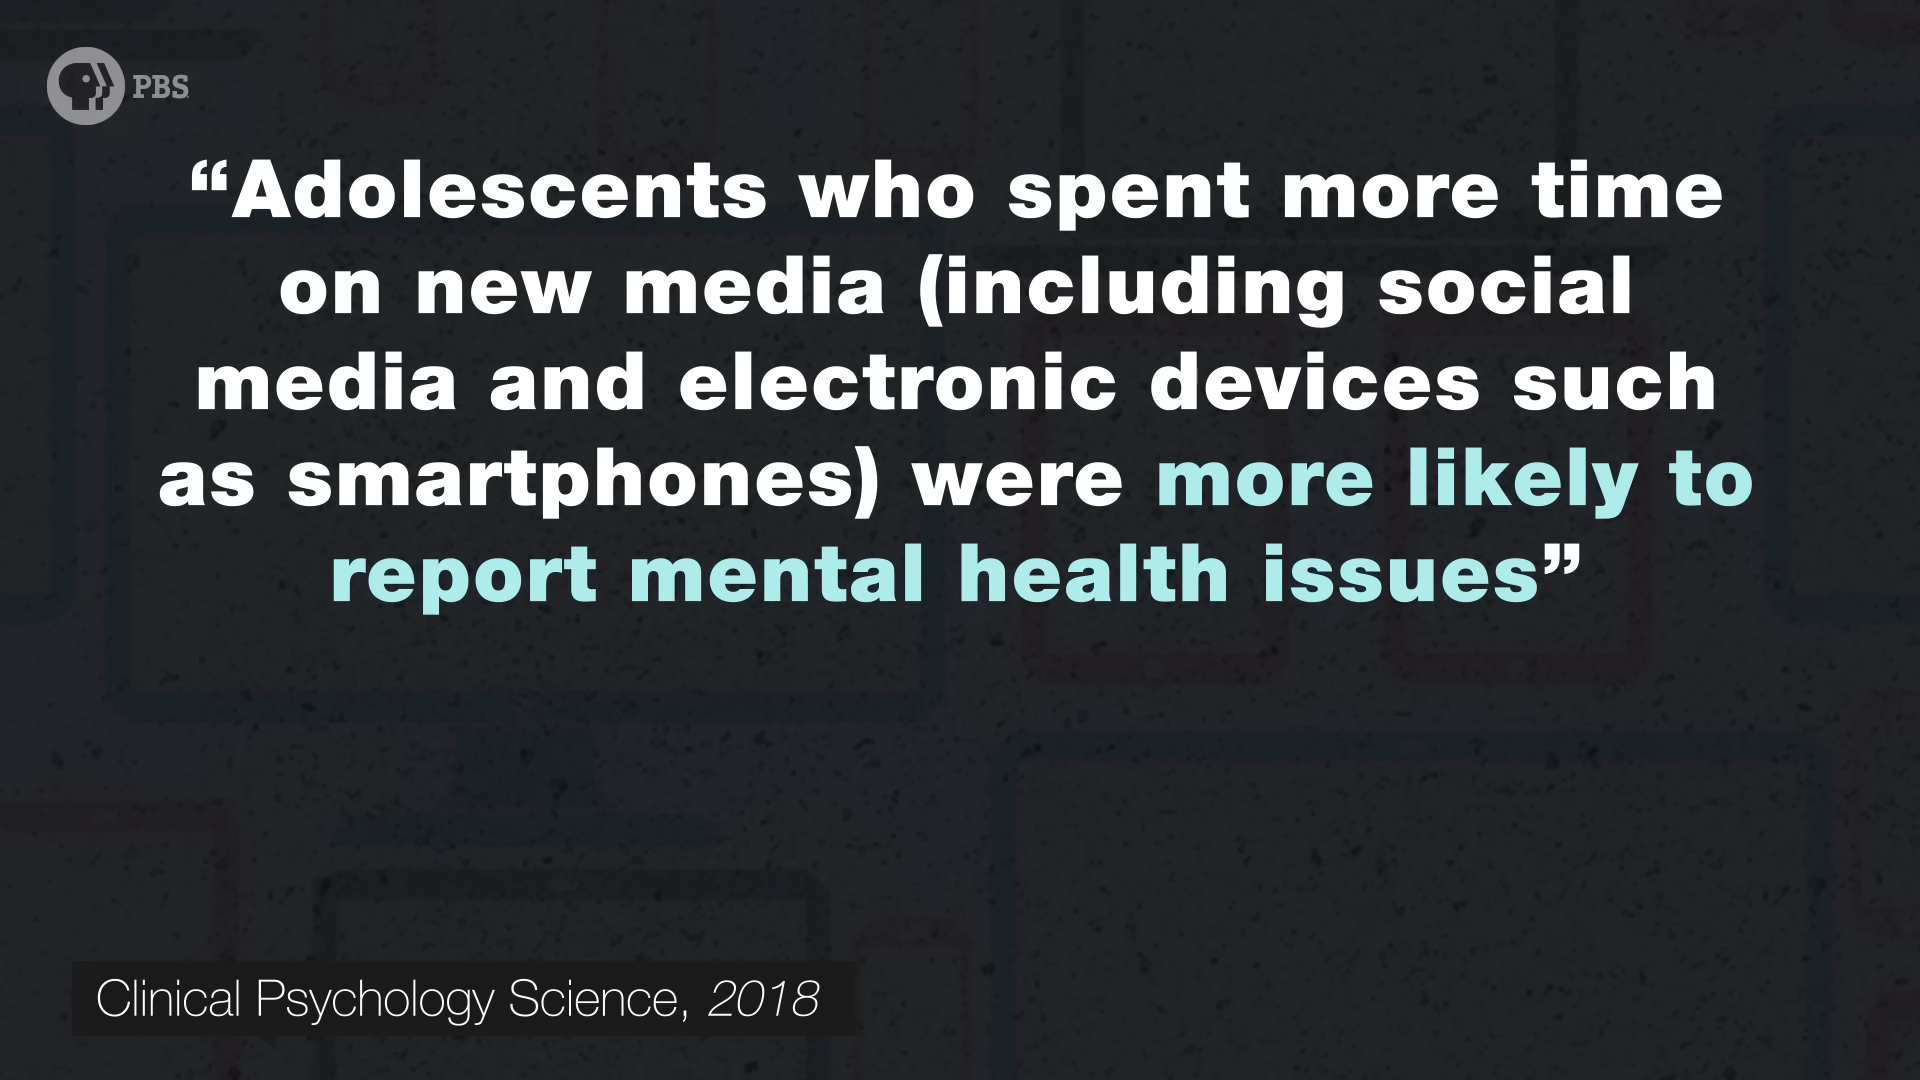 PBS
“Adolescents who spent more time
on new media (including social
media and electronic devices such
as smartphones) were more likely to
report mental health issues”
Clinical Psychology Science, 2018